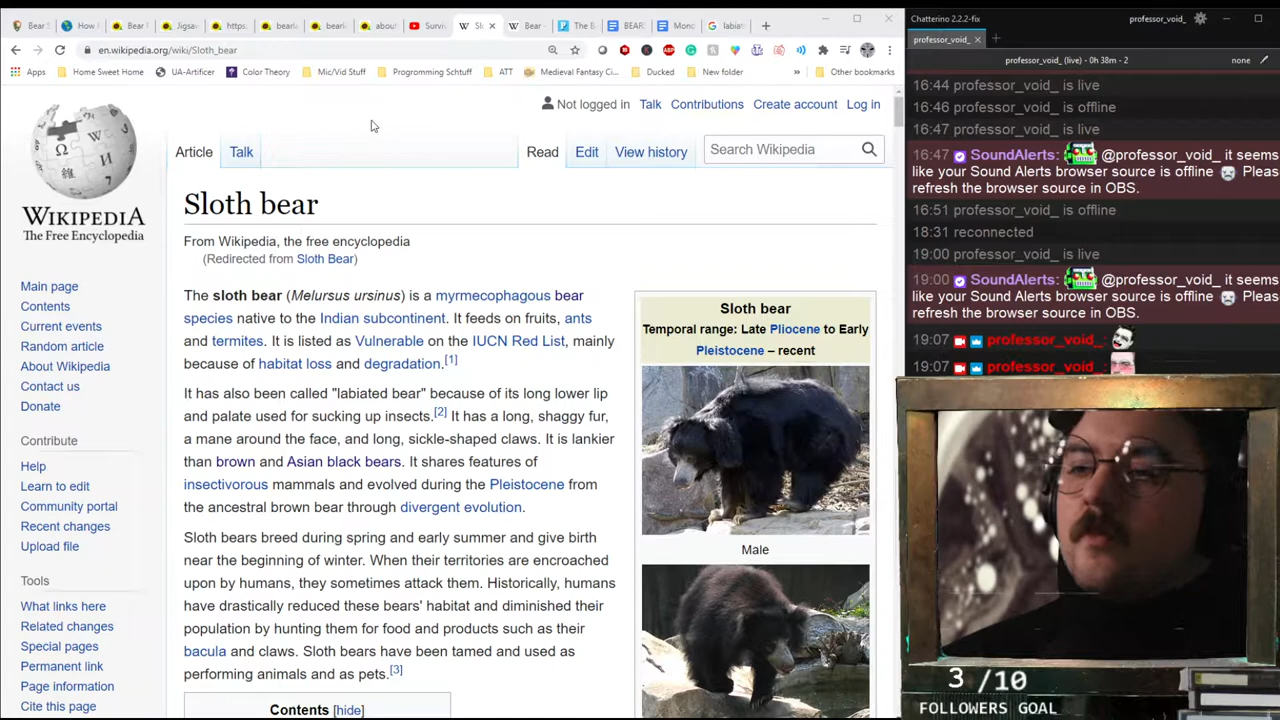 Bear S
How I
Bear I
Jigsa
https:
bearla
bearla
about
Surviv
Slo
Bear
The B
BEAR
Mono
labiat
en.wikipedia.org/wiki/Sloth_bear
Apps
Home Sweet Home
UA-Artificer
Color Theory
Mic/Vid Stuff
Programming Schtuff
ATT
Medieval Fantasy Ci...
Ducked
New folder
»
Other bookmarks
Not logged in
Talk
Contributions
Create account
Log in
WIKIPEDIA
The Free Encyclopedia
Article
Talk
Read
Edit
View history
Search Wikipedia
Sloth bear
From Wikipedia, the free encyclopedia
(Redirected from Sloth Bear)
The sloth bear (Melursus ursinus) is a myrmecophagous bear
species native to the Indian subcontinent. It feeds on fruits, ants
and termites. It is listed as Vulnerable on the IUCN Red List, mainly
because of habitat loss and degradation.[1]
It has also been called "labiated bear" because of its long lower lip
and palate used for sucking up insects.[2] It has a long, shaggy fur,
a mane around the face, and long, sickle-shaped claws. It is lankier
than brown and Asian black bears. It shares features of
insectivorous mammals and evolved during the Pleistocene from
the ancestral brown bear through divergent evolution.
Sloth bears breed during spring and early summer and give birth
near the beginning of winter. When their territories are encroached
upon by humans, they sometimes attack them. Historically, humans
have drastically reduced these bears' habitat and diminished their
population by hunting them for food and products such as their
bacula and claws. Sloth bears have been tamed and used as
performing animals and as pets.[3]
Contents [hide]
Sloth bear
Temporal range: Late Pliocene to Early
Pleistocene – recent
Male
Main page
Contents
Current events
Random article
About Wikipedia
Contact us
Donate
Contribute
Help
Learn to edit
Community portal
Recent changes
Upload file
Tools
What links here
Related changes
Special pages
Permanent link
Page information
Cite this page
Chatterino 2.2.2-fix
professor_void_
professor_void_
professor_void_ (live) - 0h 38m - 2
none
16:44 professor_void_ is live
16:46 professor_void_ is offline
16:47 professor_void_ is live
16:47 SoundAlerts: @professor_void_ it seems
like your Sound Alerts browser source is offline Please
refresh the browser source in OBS.
16:51 professor_void_ is offline
18:31 reconnected
19:00 professor_void_ is live
19:00 SoundAlerts: @professor_void_ it seems
like your Sound Alerts browser source is offline Please
refresh the browser source in OBS.
19:07 professor_void_:
19:07 professor_void_:
3 /10
FOLLOWERS GOAL